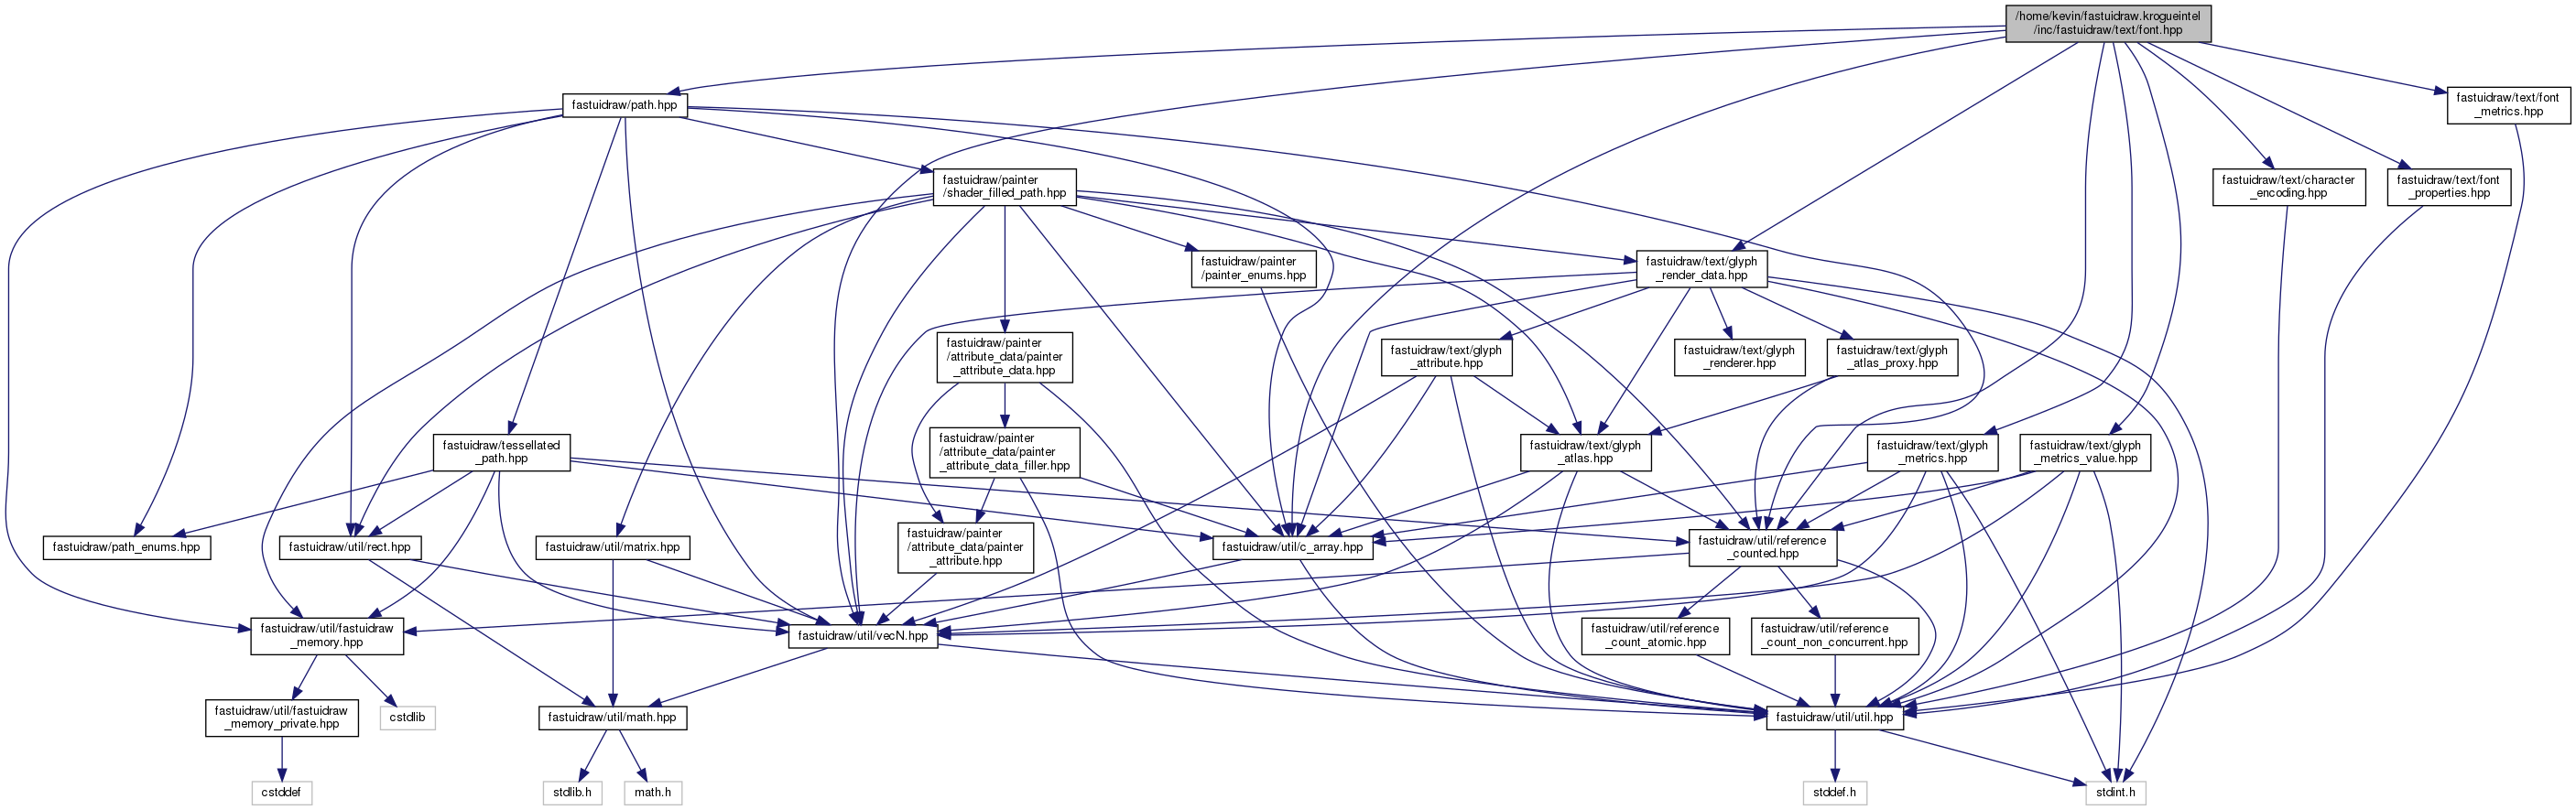 /home/kevin/fastuidraw.krogueintel
/inc/fastuidraw/text/font.hpp
fastuidraw/path.hpp
fastuidraw/text/font
_metrics.hpp
fastuidraw/painter
/shader_filled_path.hpp
fastuidraw/text/character
_encoding.hpp
fastuidraw/text/font
_properties.hpp
fastuidraw/painter
/painter_enums.hpp
fastuidraw/text/glyph
_render_data.hpp
fastuidraw/painter
/attribute_data/painter
_attribute_data.hpp
fastuidraw/text/glyph
_attribute.hpp
fastuidraw/text/glyph
_renderer.hpp
fastuidraw/text/glyph
_atlas_proxy.hpp
fastuidraw/tessellated
_path.hpp
fastuidraw/painter
/attribute_data/painter
_attribute_data_filler.hpp
fastuidraw/text/glyph
_atlas.hpp
fastuidraw/text/glyph
_metrics.hpp
fastuidraw/text/glyph
_metrics_value.hpp
fastuidraw/path_enums.hpp
fastuidraw/util/rect.hpp
fastuidraw/util/matrix.hpp
fastuidraw/painter
/attribute_data/painter
_attribute.hpp
fastuidraw/util/c_array.hpp
fastuidraw/util/reference
_counted.hpp
fastuidraw/util/fastuidraw
_memory.hpp
fastuidraw/util/vecN.hpp
fastuidraw/util/reference
_count_atomic.hpp
fastuidraw/util/reference
_count_non_concurrent.hpp
fastuidraw/util/fastuidraw
_memory_private.hpp
cstdlib
fastuidraw/util/math.hpp
fastuidraw/util/util.hpp
cstddef
stdlib.h
math.h
stddef.h
stdint.h